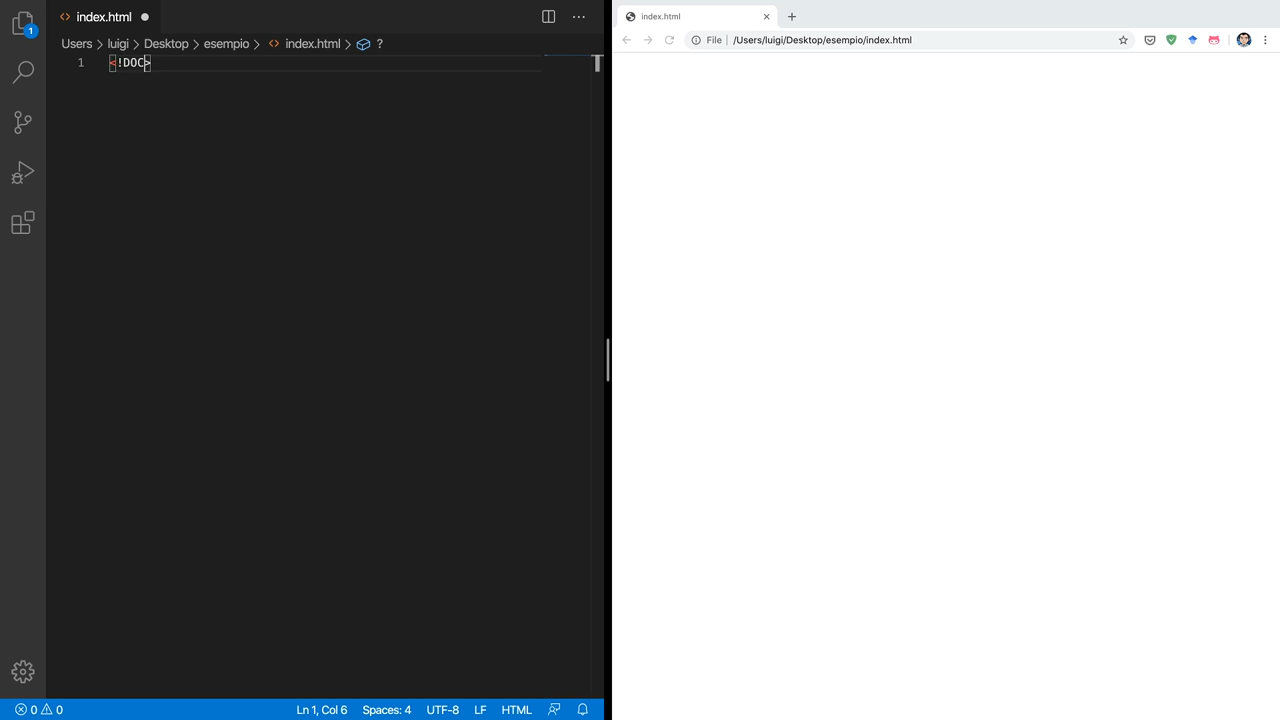 index.html
Users > luigi > Desktop > esempio > index.html > ?
1
<!DOC>
1
0 0
Ln 1, Col 6
Spaces: 4
UTF-8
LF
HTML
index.html
File | /Users/luigi/Desktop/esempio/index.html